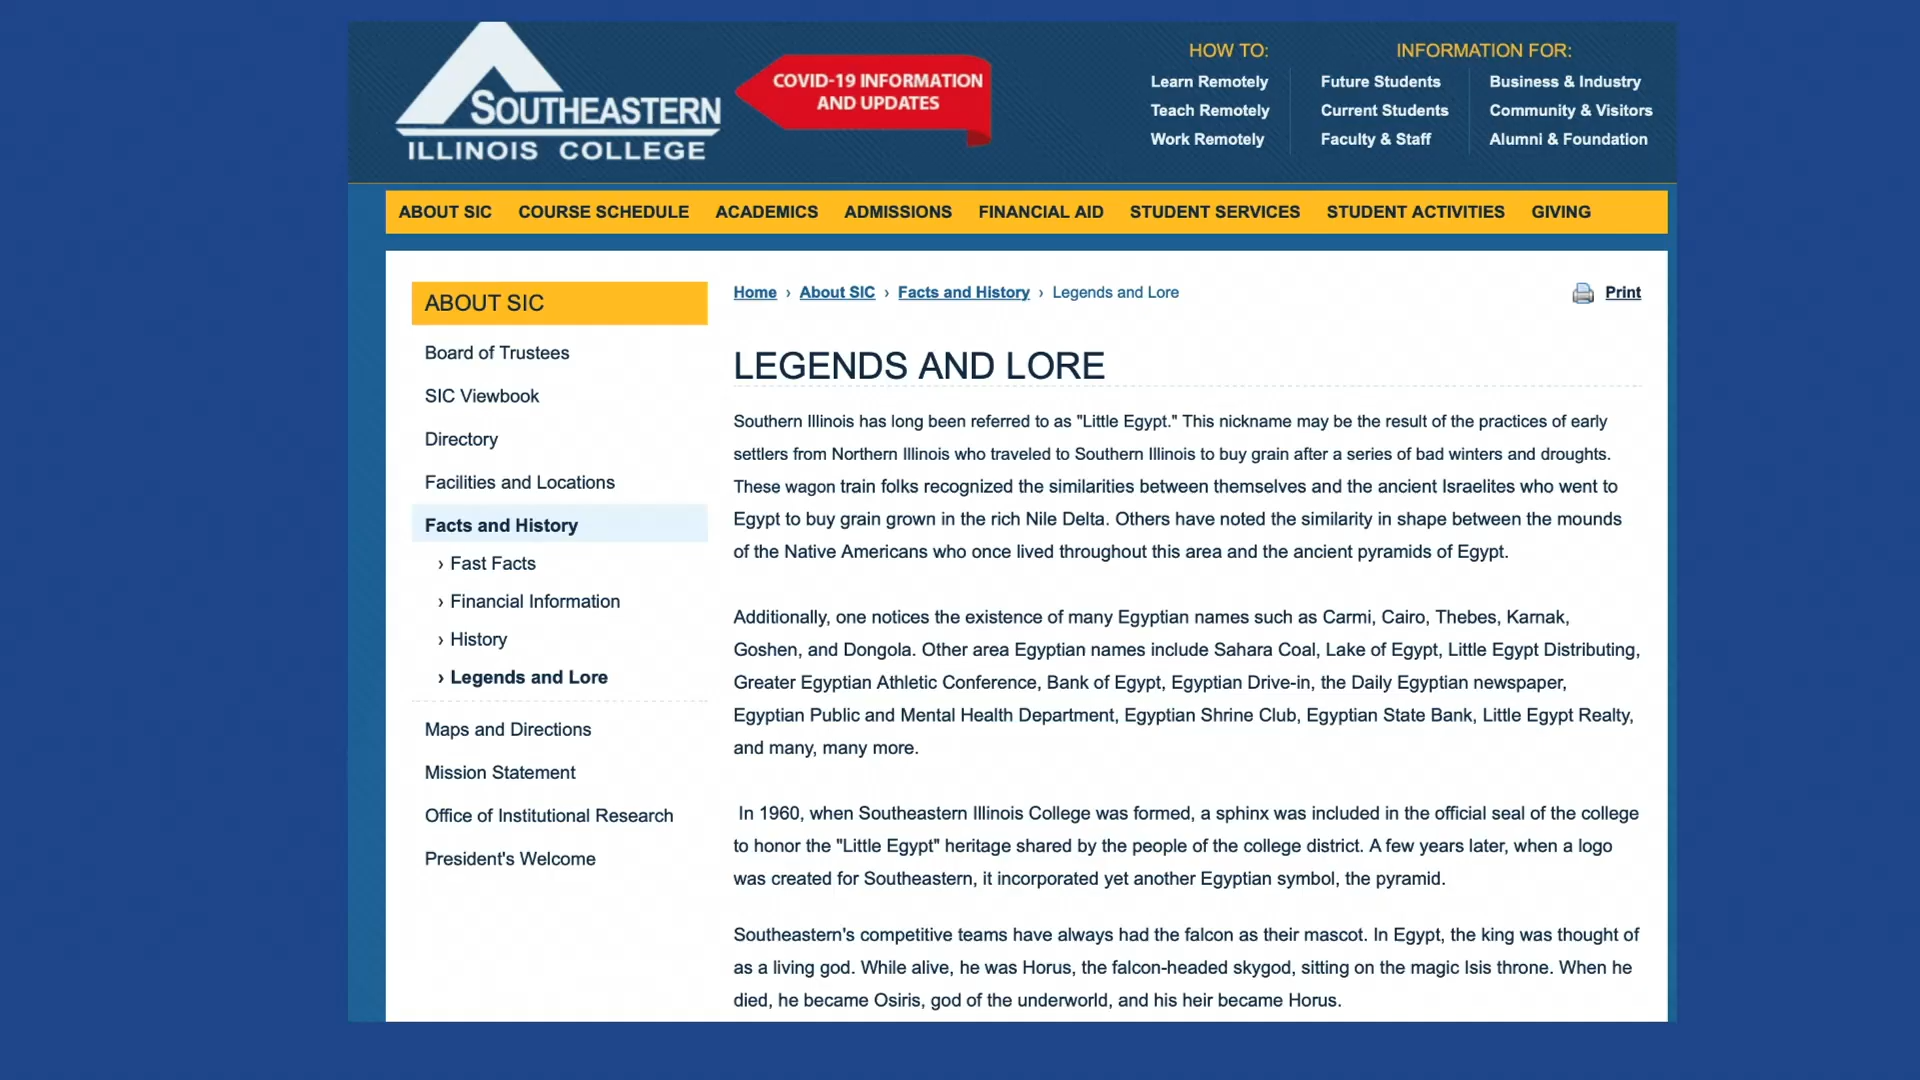 SOUTHEASTERN
ILLINOIS COLLEGE
COVID-19 INFORMATION
AND UPDATES
HOW TO:
Learn Remotely
Teach Remotely
Work Remotely
INFORMATION FOR:
Future Students
Current Students
Faculty & Staff
Business & Industry
Community & Visitors
Alumni & Foundation
ABOUT SIC COURSE SCHEDULE ACADEMICS ADMISSIONS FINANCIAL AID STUDENT SERVICES STUDENT ACTIVITIES GIVING
ABOUT SIC
Board of Trustees
SIC Viewbook
Directory
Facilities and Locations
Facts and History
› Fast Facts
› Financial Information
› History
› Legends and Lore
Maps and Directions
Mission Statement
Office of Institutional Research
President's Welcome
Home › About SIC › Facts and History › Legends and Lore
Print
LEGENDS AND LORE
Southern Illinois has long been referred to as "Little Egypt." This nickname may be the result of the practices of early
settlers from Northern Illinois who traveled to Southern Illinois to buy grain after a series of bad winters and droughts.
These wagon train folks recognized the similarities between themselves and the ancient Israelites who went to
Egypt to buy grain grown in the rich Nile Delta. Others have noted the similarity in shape between the mounds
of the Native Americans who once lived throughout this area and the ancient pyramids of Egypt.
Additionally, one notices the existence of many Egyptian names such as Carmi, Cairo, Thebes, Karnak,
Goshen, and Dongola. Other area Egyptian names include Sahara Coal, Lake of Egypt, Little Egypt Distributing,
Greater Egyptian Athletic Conference, Bank of Egypt, Egyptian Drive-in, the Daily Egyptian newspaper,
Egyptian Public and Mental Health Department, Egyptian Shrine Club, Egyptian State Bank, Little Egypt Realty,
and many, many more.
In 1960, when Southeastern Illinois College was formed, a sphinx was included in the official seal of the college
to honor the "Little Egypt" heritage shared by the people of the college district. A few years later, when a logo
was created for Southeastern, it incorporated yet another Egyptian symbol, the pyramid.
Southeastern's competitive teams have always had the falcon as their mascot. In Egypt, the king was thought of
as a living god. While alive, he was Horus, the falcon-headed skygod, sitting on the magic Isis throne. When he
died, he became Osiris, god of the underworld, and his heir became Horus.